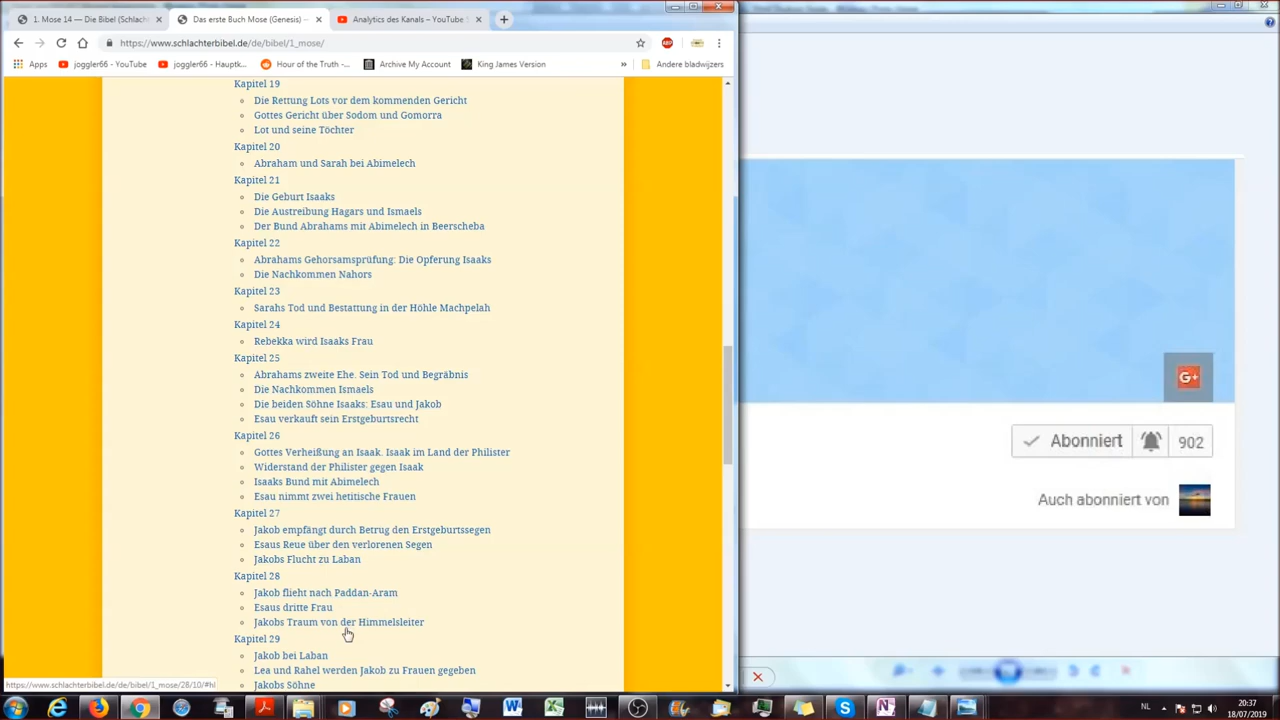 1. Mose 14 — Die Bibel (Schlach
Das erste Buch Mose (Genesis) —
Analytics des Kanals – YouTube
https://www.schlachterbibel.de/de/bibel/1_mose/
ABP
Apps
joggler66 - YouTube
joggler66 - Hauptk...
Hour of the Truth -...
Archive My Account
King James Version
»
Andere bladwijzers
Kapitel 19
Die Rettung Lots vor dem kommenden Gericht
Gottes Gericht über Sodom und Gomorra
Lot und seine Töchter
Kapitel 20
Abraham und Sarah bei Abimelech
Kapitel 21
Die Geburt Isaaks
Die Austreibung Hagars und Ismaels
Der Bund Abrahams mit Abimelech in Beerscheba
Kapitel 22
Abrahams Gehorsamsprüfung: Die Opferung Isaaks
Die Nachkommen Nahors
Kapitel 23
Sarahs Tod und Bestattung in der Höhle Machpelah
Kapitel 24
Rebekka wird Isaaks Frau
Kapitel 25
Abrahams zweite Ehe. Sein Tod und Begräbnis
Die Nachkommen Ismaels
Die beiden Söhne Isaaks: Esau und Jakob
Esau verkauft sein Erstgeburtsrecht
Kapitel 26
Gottes Verheißung an Isaak. Isaak im Land der Philister
Widerstand der Philister gegen Isaak
Isaaks Bund mit Abimelech
Esau nimmt zwei hetitische Frauen
Kapitel 27
Jakob empfängt durch Betrug den Erstgeburtssegen
Esaus Reue über den verlorenen Segen
Jakobs Flucht zu Laban
Kapitel 28
Jakob flieht nach Paddan-Aram
Esaus dritte Frau
Jakobs Traum von der Himmelsleiter
Kapitel 29
Jakob bei Laban
Lea und Rahel werden Jakob zu Frauen gegeben
Jakobs Söhne
https://www.schlachterbibel.de/de/bibel/1_mose/28/10/#hl
G+
Abonniert
902
Auch abonniert von
NL
20:37
18/07/2019